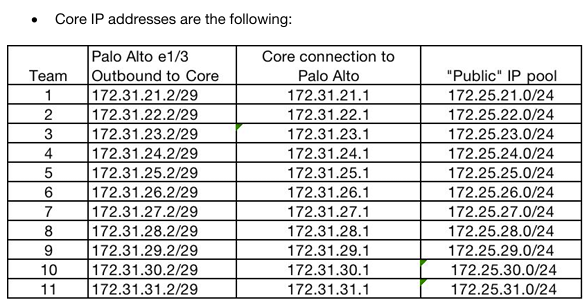 • Core IP addresses are the following:
Palo Alto e1/3 Core connection to
Team Outbound to Core Palo Alto "Public" IP pool
1 172.31.21.2/29 172.31.21.1 172.25.21.0/24
2 172.31.22.2/29 172.31.22.1 172.25.22.0/24
3 172.31.23.2/29 172.31.23.1 172.25.23.0/24
4 172.31.24.2/29 172.31.24.1 172.25.24.0/24
5 172.31.25.2/29 172.31.25.1 172.25.25.0/24
6 172.31.26.2/29 172.31.26.1 172.25.26.0/24
7 172.31.27.2/29 172.31.27.1 172.25.27.0/24
8 172.31.28.2/29 172.31.28.1 172.25.28.0/24
9 172.31.29.2/29 172.31.29.1 172.25.29.0/24
10 172.31.30.2/29 172.31.30.1 172.25.30.0/24
11 172.31.31.2/29 172.31.31.1 172.25.31.0/24